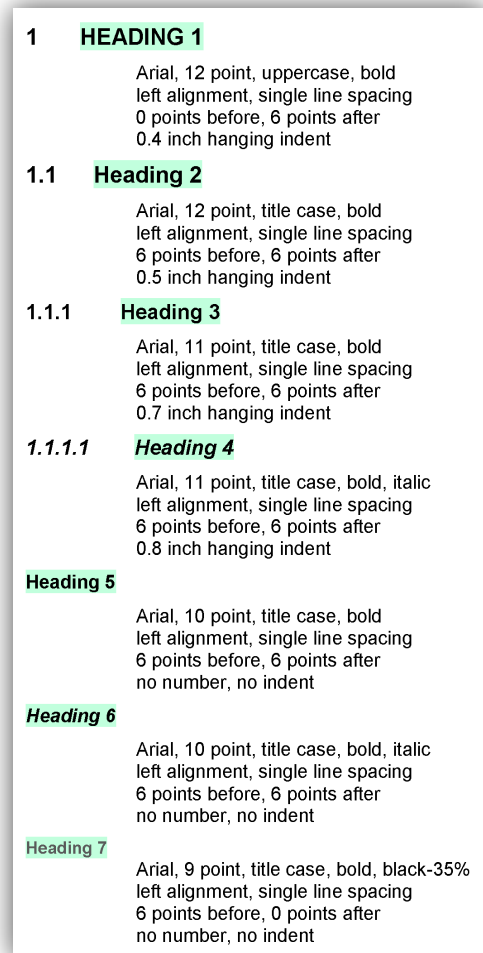 1 HEADING 1
Arial, 12 point, uppercase, bold
left alignment, single line spacing
0 points before, 6 points after
0.4 inch hanging indent
1.1 Heading 2
Arial, 12 point, title case, bold
left alignment, single line spacing
6 points before, 6 points after
0.5 inch hanging indent
1.1.1 Heading 3
Arial, 11 point, title case, bold
left alignment, single line spacing
6 points before, 6 points after
0.7 inch hanging indent
1.1.1.1 Heading 4
Arial, 11 point, title case, bold, italic
left alignment, single line spacing
6 points before, 6 points after
0.8 inch hanging indent
Heading 5
Arial, 10 point, title case, bold
left alignment, single line spacing
6 points before, 6 points after
no number, no indent
Heading 6
Arial, 10 point, title case, bold, italic
left alignment, single line spacing
6 points before, 6 points after
no number, no indent
Heading 7
Arial, 9 point, title case, bold, black-35%
left alignment, single line spacing
6 points before, 0 points after
no number, no indent